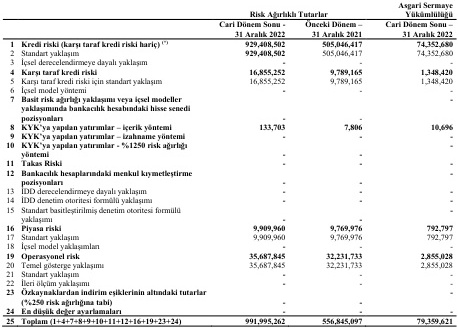 Asgari Sermaye
Risk Ağırlıklı Tutarlar Yükümlülüğü
Cari Dönem Sonu - Önceki Dönem – Cari Dönem Sonu –
31 Aralık 2022 31 Aralık 2021 31 Aralık 2022
1 Kredi riski (karşı taraf kredi riski hariç) (*) 929,408,502 505,046,417 74,352,680
2 Standart yaklaşım 929,408,502 505,046,417 74,352,680
3 İçsel derecelendirmeye dayalı yaklaşım - - -
4 Karşı taraf kredi riski 16,855,252 9,789,165 1,348,420
5 Karşı taraf kredi riski için standart yaklaşım 16,855,252 9,789,165 1,348,420
6 İçsel model yöntemi - - -
7 Basit risk ağırlığı yaklaşımı veya içsel modeller -
yaklaşımında bankacılık hesabındaki hisse senedi
pozisyonları - -
8 KYK'ya yapılan yatırımlar – içerik yöntemi 133,703 7,806 10,696
9 KYK'ya yapılan yatırımlar – izahname yöntemi - - -
10 KYK'ya yapılan yatırımlar - %1250 risk ağırlığı -
yöntemi - -
11 Takas Riski - - -
12 Bankacılık hesaplarındaki menkul kıymetleştirme -
pozisyonları - -
13 İDD derecelendirmeye dayalı yaklaşım - - -
14 İDD denetim otoritesi formülü yaklaşımı - - -
15 Standart basitleştirilmiş denetim otoritesi formülü -
yaklaşımı - -
16 Piyasa riski 9,909,960 9,769,976 792,797
17 Standart yaklaşım 9,909,960 9,769,976 792,797
18 İçsel model yaklaşımları - - -
19 Operasyonel risk 35,687,845 32,231,733 2,855,028
20 Temel gösterge yaklaşımı 35,687,845 32,231,733 2,855,028
21 Standart yaklaşım - - -
22 İleri ölçüm yaklaşımı - - -
23 Özkaynaklardan indirim eşiklerinin altındaki tutarlar -
(%250 risk ağırlığına tabi) - -
24 En düşük değer ayarlamaları - - -
25 Toplam (1+4+7+8+9+10+11+12+16+19+23+24) 991,995,262 556,845,097 79,359,621